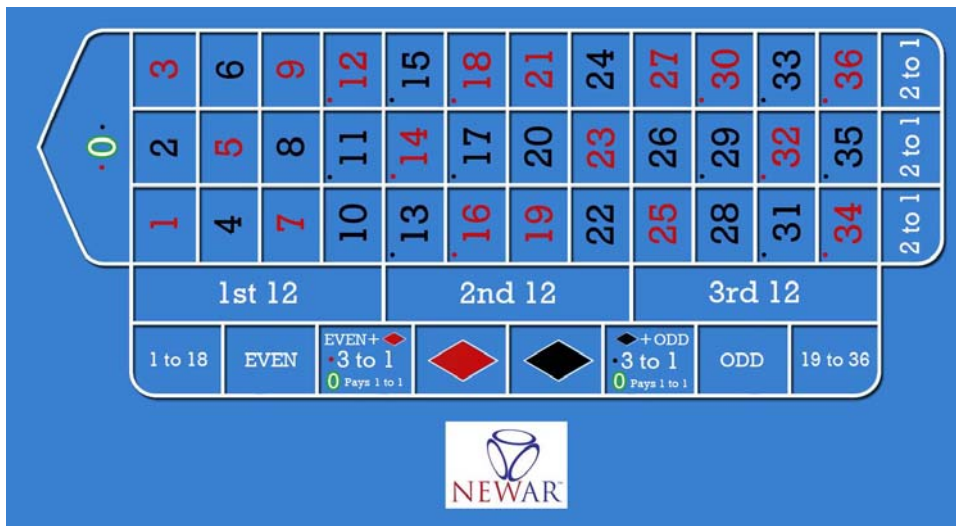 3 6 9 12 15 18 21 24 27 30 33 36 2 to 1
0 2 5 8 11 14 17 20 23 26 29 32 35 2 to 1
1 4 7 10 13 16 19 22 25 28 31 34 2 to 1
1st 12 2nd 12 3rd 12
EVEN+ +ODD
1 to 18 EVEN 3 to 1 3 to 1 ODD 19 to 36
0 Pays 1 to 1 0 Pays 1 to 1
NEWAR™